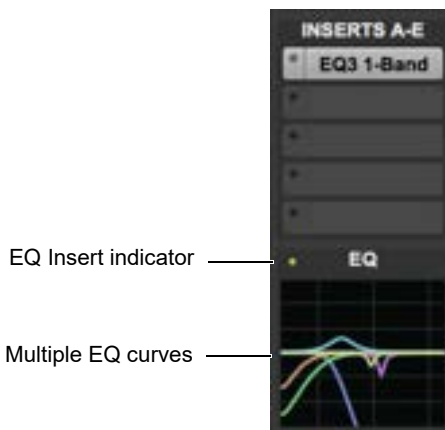 INSERTS A-E
EQ3 1-Band
EQ Insert indicator
EQ
Multiple EQ curves